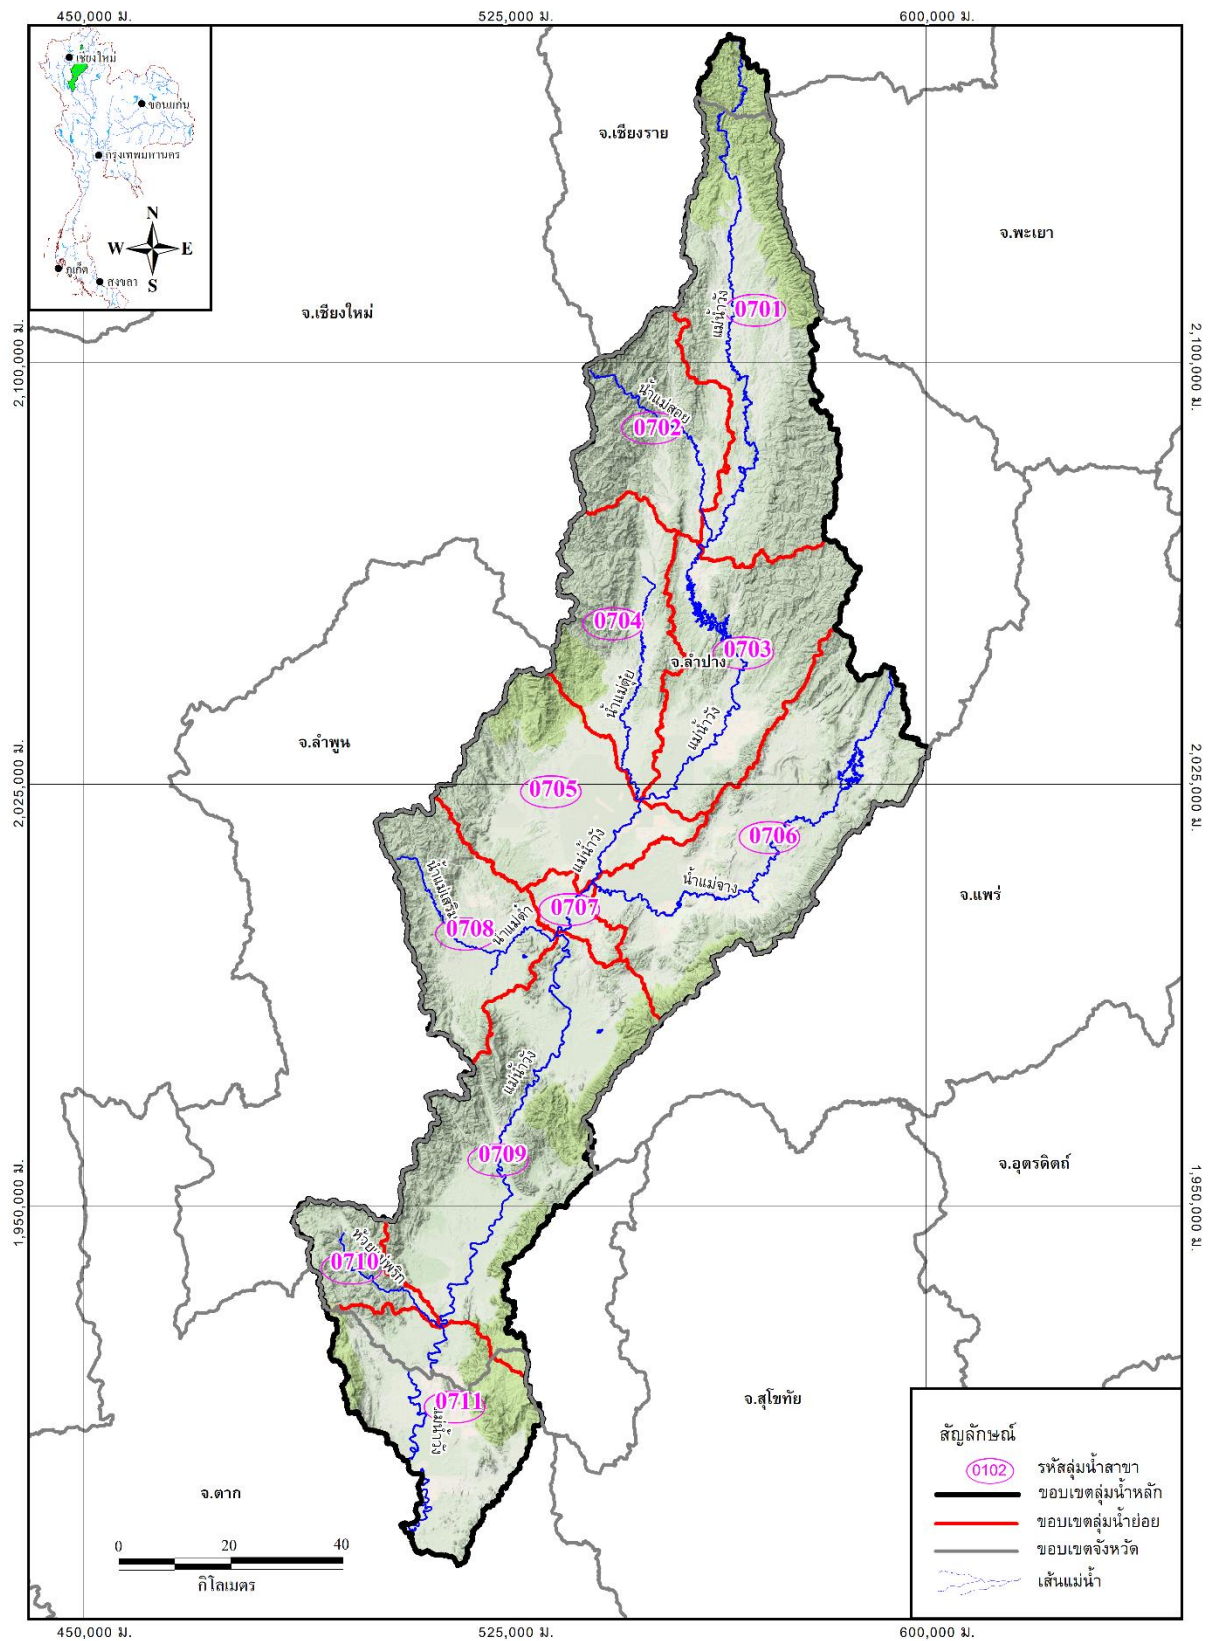 450,000 ม.
525,000 ม.
600,000 ม.
เชียงใหม่
ขอนแก่น
กรุงเทพมหานคร
ภูเก็ต
สงขลา
N
W
E
S
จ.เชียงราย
จ.พะเยา
จ.เชียงใหม่
แม่น้ำวัง
0701
2,100,000 ม.
2,100,000 ม.
น้ำแม่สอย
0702
0704
0703
จ.ลำปาง
น้ำแม่ตุ๋ย
แม่น้ำวัง
จ.ลำพูน
2,025,000 ม.
2,025,000 ม.
0705
0706
แม่น้ำวัง
น้ำแม่จาง
จ.แพร่
น้ำแม่เสริม
น้ำแม่ต๋ำ
0707
0708
แม่น้ำวัง
0709
จ.อุตรดิตถ์
1,950,000 ม.
1,950,000 ม.
ห้วยแม่พริก
0710
0711
แม่น้ำวัง
จ.สุโขทัย
จ.ตาก
0
20
40
กิโลเมตร
สัญลักษณ์
0102
รหัสลุ่มน้ำสาขา
ขอบเขตลุ่มน้ำหลัก
ขอบเขตลุ่มน้ำย่อย
ขอบเขตจังหวัด
เส้นแม่น้ำ
450,000 ม.
525,000 ม.
600,000 ม.